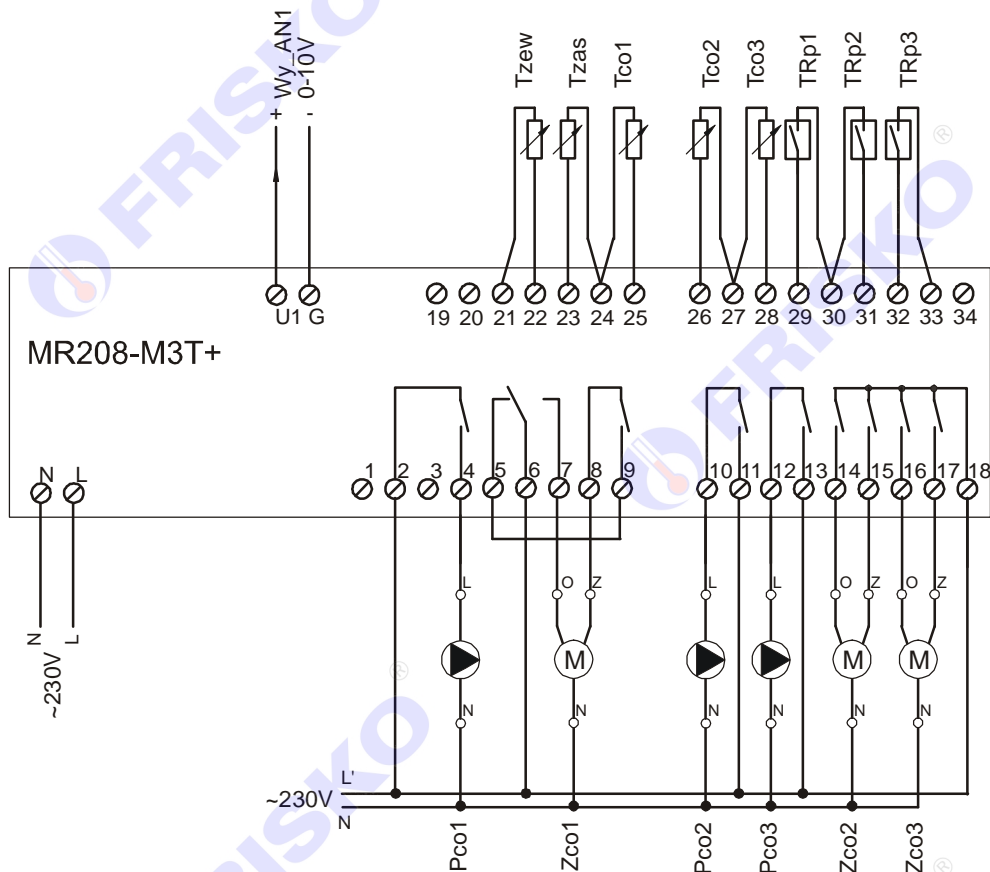 + Wy_AN1
- 0-10V
Tzew
Tzas
Tco1
Tco2
Tco3
TRp1
TRp2
TRp3
FRISKO
FRISKO ®
U1 G
19 20 21 22 23 24 25 26 27 28 29 30 31 32 33 34
MR208-M3T+
N L
1 2 3 4 5 6 7 8 9 10 11 12 13 14 15 16 17 18
L O Z L L O Z O Z
N L
~230V
M M M
N N N N N N
®
L'
~230V
N
FRISKO
Pco1
Zco1
Pco2
Pco3
Zco2
Zco3
®